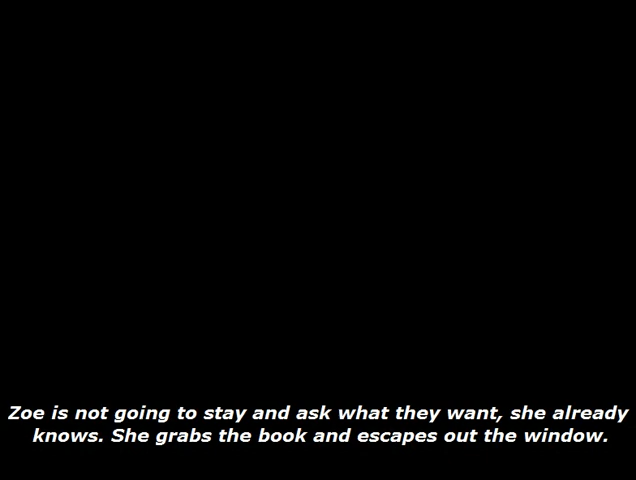 Zoe is not going to stay and ask what they want, she already
knows. She grabs the book and escapes out the window.